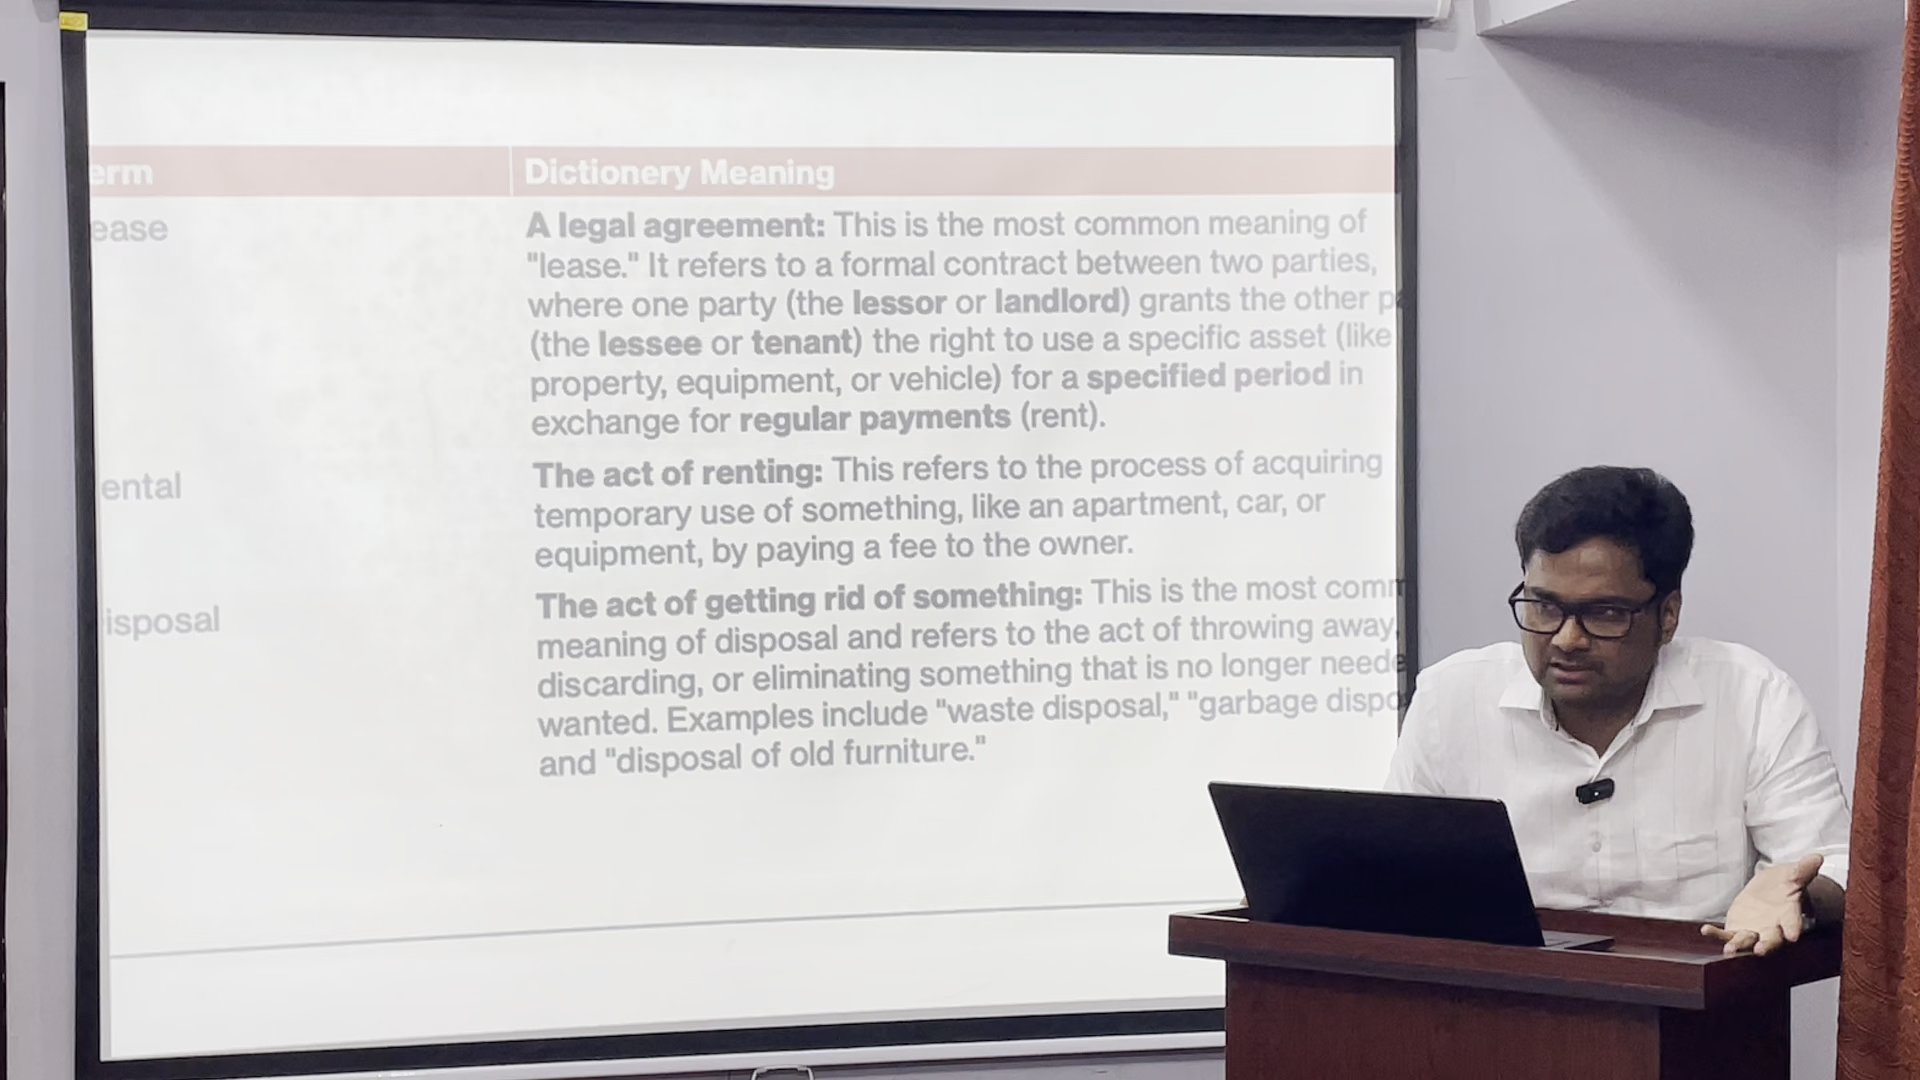 erm Dictionery Meaning
ease A legal agreement: This is the most common meaning of
"lease." It refers to a formal contract between two parties,
where one party (the lessor or landlord) grants the other pa
(the lessee or tenant) the right to use a specific asset (like
property, equipment, or vehicle) for a specified period in
exchange for regular payments (rent).
ental The act of renting: This refers to the process of acquiring
temporary use of something, like an apartment, car, or
equipment, by paying a fee to the owner.
isposal The act of getting rid of something: This is the most comm
meaning of disposal and refers to the act of throwing away,
discarding, or eliminating something that is no longer neede
wanted. Examples include "waste disposal," "garbage dispo
and "disposal of old furniture."